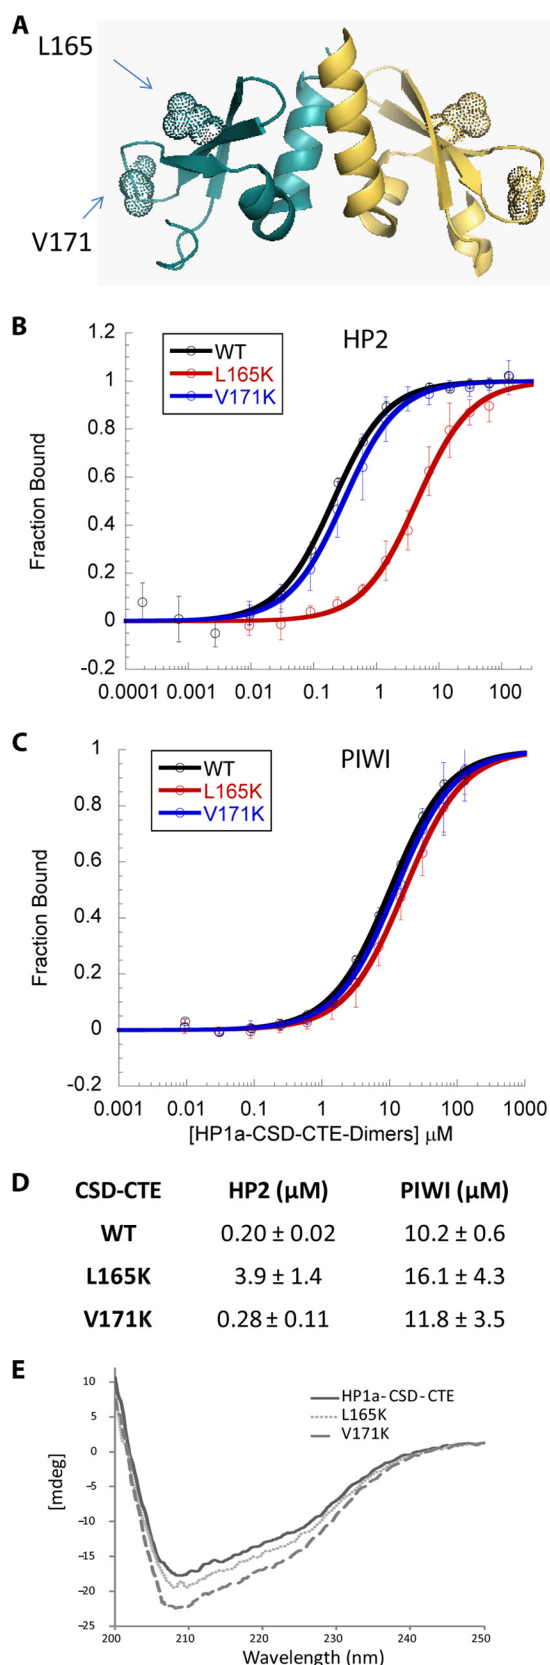 A
L165
V171
B
HP2
WT
L165K
V171K
Fraction Bound
1.2
1
0.8
0.6
0.4
0.2
0
-0.2
0.0001 0.001 0.01 0.1 1 10 100
C
PIWI
WT
L165K
V171K
Fraction Bound
1
0.8
0.6
0.4
0.2
0
-0.2
0.001 0.01 0.1 1 10 100 1000
[HP1a-CSD-CTE-Dimers] μM
D
CSD-CTE HP2 (μM) PIWI (μM)
WT 0.20 ± 0.02 10.2 ± 0.6
L165K 3.9 ± 1.4 16.1 ± 4.3
V171K 0.28 ± 0.11 11.8 ± 3.5
E
HP1a-CSD-CTE
L165K
V171K
[mdeg]
10
5
0
-5
-10
-15
-20
-25
200 210 220 230 240 250
Wavelength (nm)